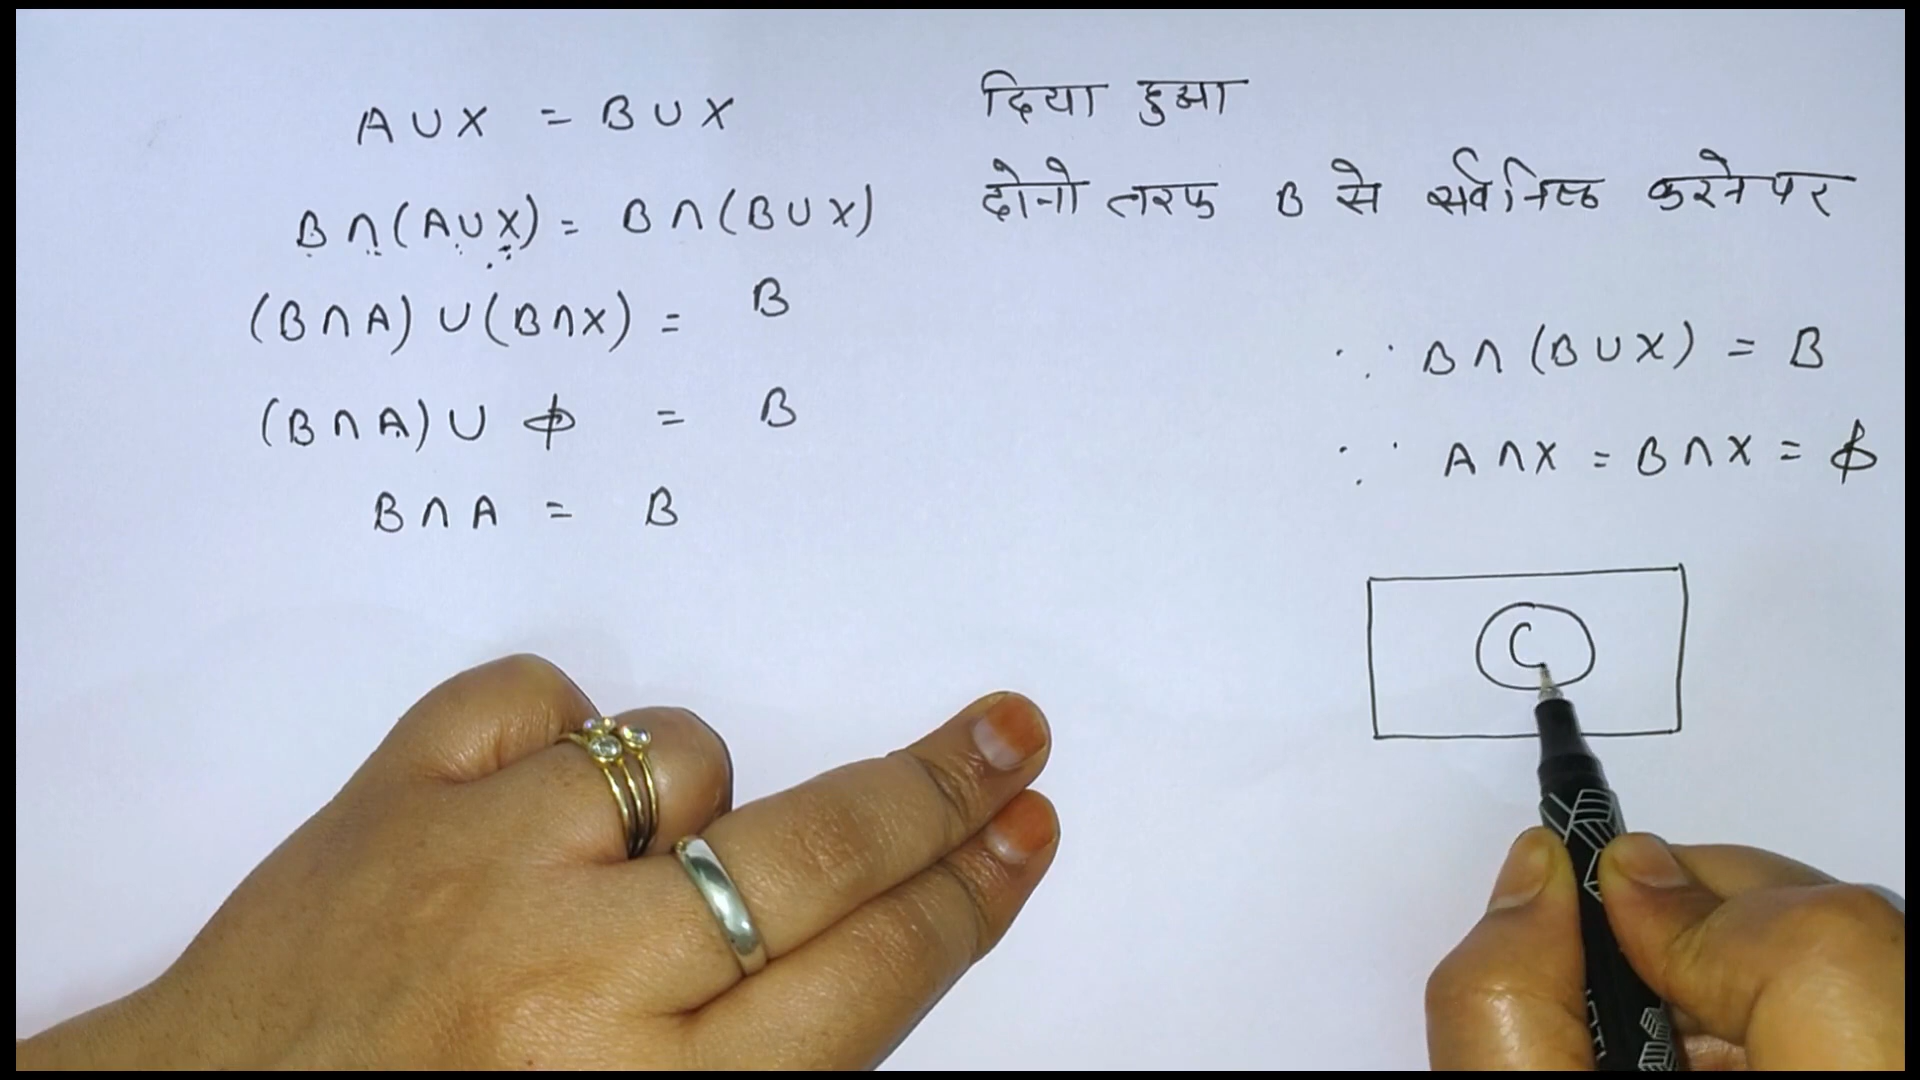 A ∪ X = B ∪ X दिया हुआ
B ∩ (A ∪ X) = B ∩ (B ∪ X) दोनो तरफ B से सर्वनिष्ठ करने पर
(B ∩ A) ∪ (B ∩ X) = B
∵ B ∩ (B ∪ X) = B
(B ∩ A) ∪ ϕ = B
∵ A ∩ X = B ∩ X = ϕ
B ∩ A = B
C